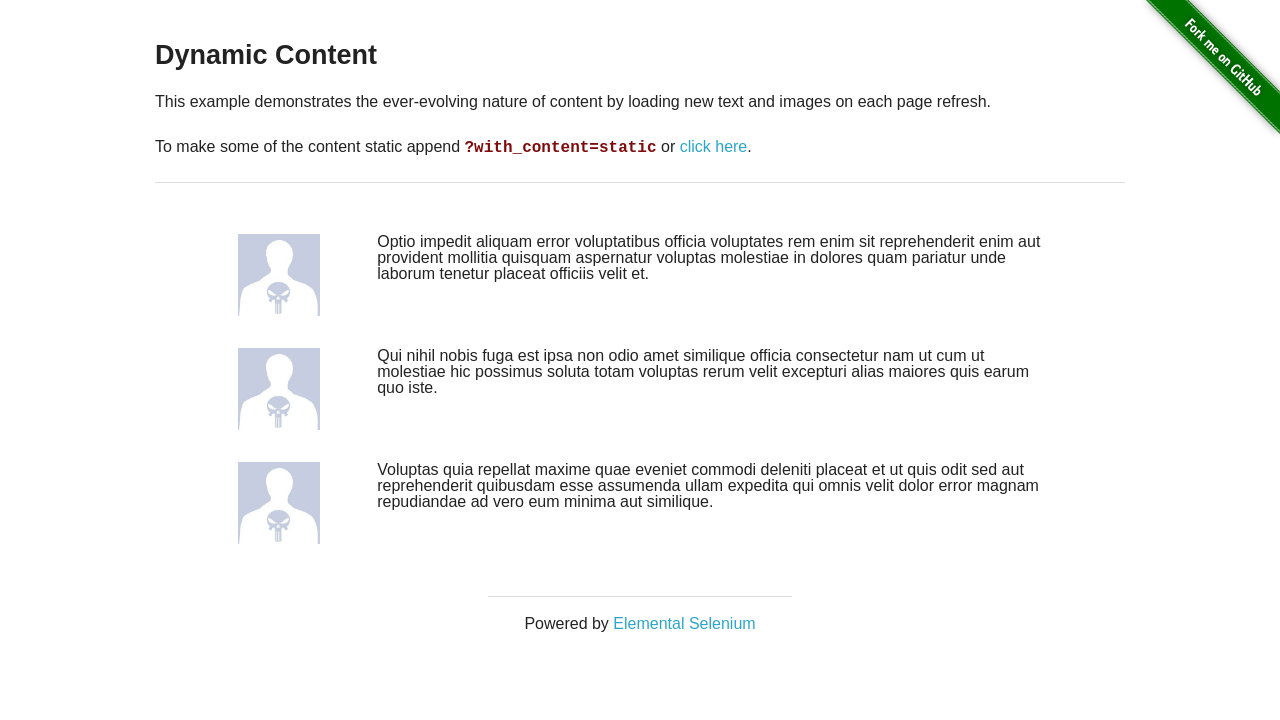 Fork me on GitHub
Dynamic Content
This example demonstrates the ever-evolving nature of content by loading new text and images on each page refresh.
To make some of the content static append ?with_content=static or click here.
Optio impedit aliquam error voluptatibus officia voluptates rem enim sit reprehenderit enim aut
provident mollitia quisquam aspernatur voluptas molestiae in dolores quam pariatur unde
laborum tenetur placeat officiis velit et.
Qui nihil nobis fuga est ipsa non odio amet similique officia consectetur nam ut cum ut
molestiae hic possimus soluta totam voluptas rerum velit excepturi alias maiores quis earum
quo iste.
Voluptas quia repellat maxime quae eveniet commodi deleniti placeat et ut quis odit sed aut
reprehenderit quibusdam esse assumenda ullam expedita qui omnis velit dolor error magnam
repudiandae ad vero eum minima aut similique.
Powered by Elemental Selenium